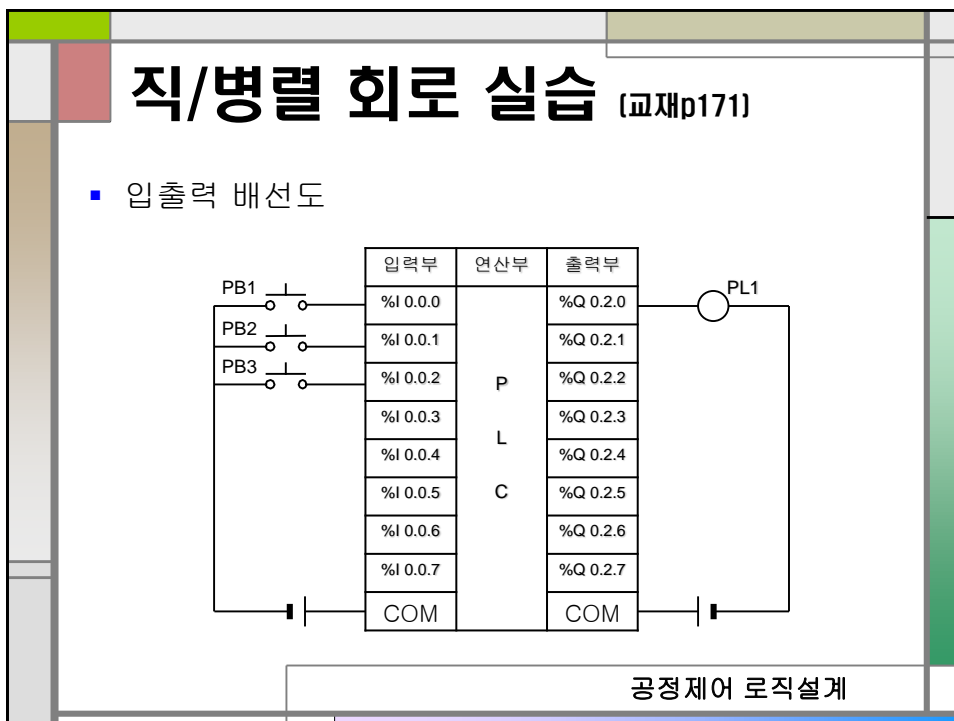 직/병렬 회로 실습 (교재p171)
입출력 배선도
입력부 연산부 출력부
PB1 %I 0.0.0 %Q 0.2.0 PL1
PB2 %I 0.0.1 %Q 0.2.1
PB3 %I 0.0.2 P %Q 0.2.2
%I 0.0.3 L %Q 0.2.3
%I 0.0.4 %Q 0.2.4
%I 0.0.5 C %Q 0.2.5
%I 0.0.6 %Q 0.2.6
%I 0.0.7 %Q 0.2.7
COM COM
공정제어 로직설계